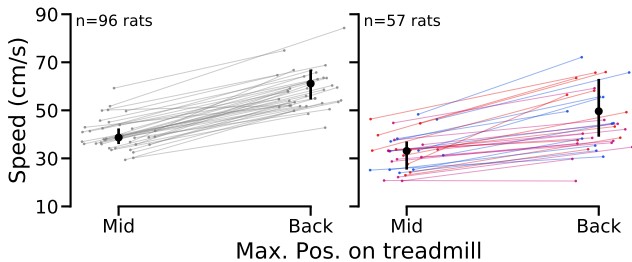 90
70
50
30
10
Speed (cm/s)
n=96 rats
n=57 rats
Mid
Back
Mid
Back
Max. Pos. on treadmill